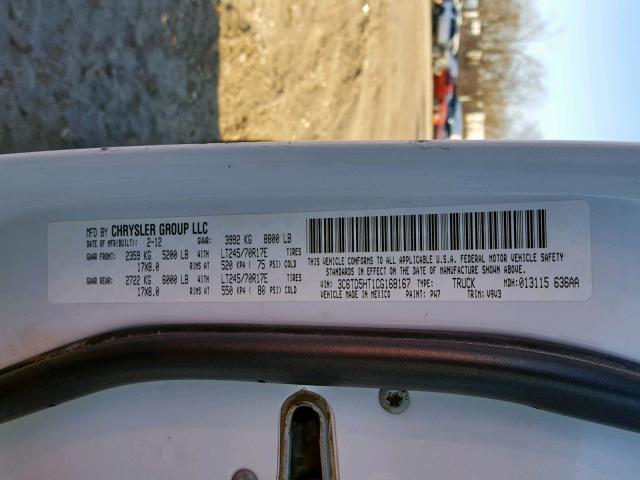 MFD BY CHRYSLER GROUP LLC
DATE OF MFR(BUILT): 2-12 GVWR: 3992 KG 8800 LB
GAWR FRONT: 2359 KG 5200 LB WITH LT245/70R17E TIRES
17X8.0 RIMS AT 520 KPA ( 75 PSI) COLD
GAWR REAR: 2722 KG 6000 LB WITH LT245/70R17E TIRES
17X8.0 RIMS AT 550 KPA ( 80 PSI) COLD
THIS VEHICLE CONFORMS TO ALL APPLICABLE U.S.A. FEDERAL MOTOR VEHICLE SAFETY
STANDARDS IN EFFECT ON THE DATE OF MANUFACTURE SHOWN ABOVE.
VIN: 3C6TD5HT1CG168167 TYPE: TRUCK MDH: 013115 636AA
VEHICLE MADE IN MEXICO PAINT: PW7 TRIM: V9V3